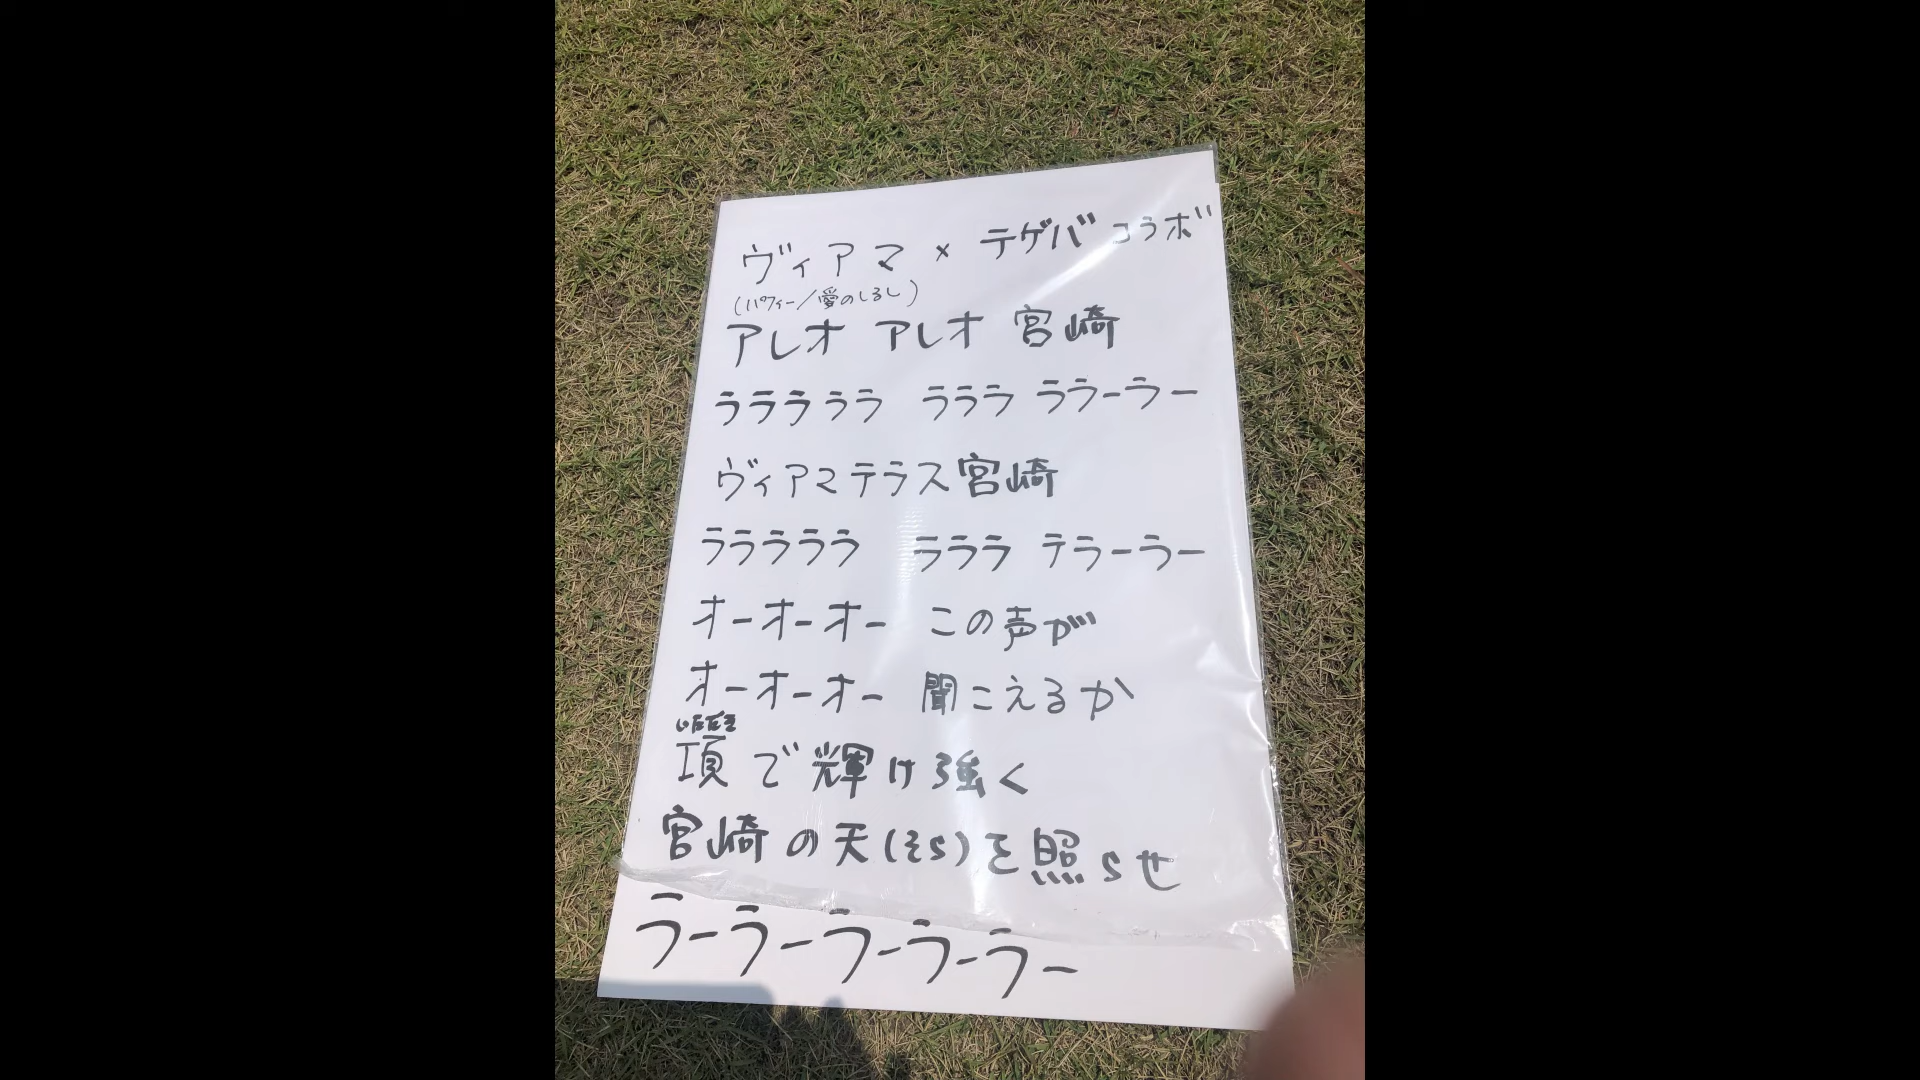 ヴィアマ × テゲバコラボ
(パフィー/愛のしるし)
アレオ アレオ 宮崎
ラララララ ラララ ララーラー
ヴィアマテラス宮崎
ラララララ ラララ テラーラー
オーオーオー この声が
オーオーオー 聞こえるか
いただき
頂で輝け強く
宮崎の天(そら)を照らせ
ラーラーラーラーラー